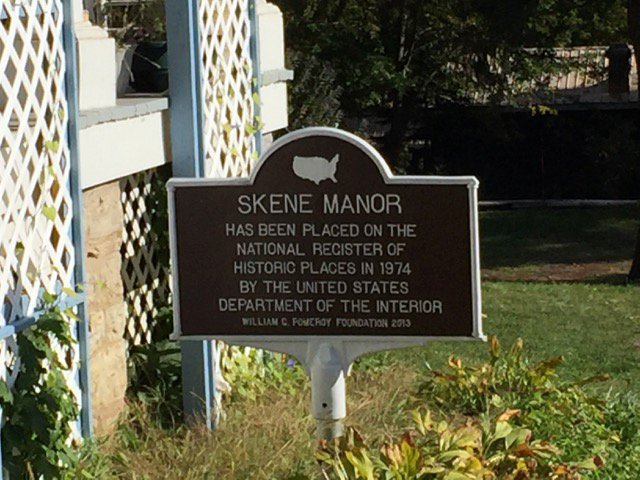 SKENE MANOR
HAS BEEN PLACED ON THE
NATIONAL REGISTER OF
HISTORIC PLACES IN 1974
BY THE UNITED STATES
DEPARTMENT OF THE INTERIOR
WILLIAM G. POMEROY FOUNDATION 2013